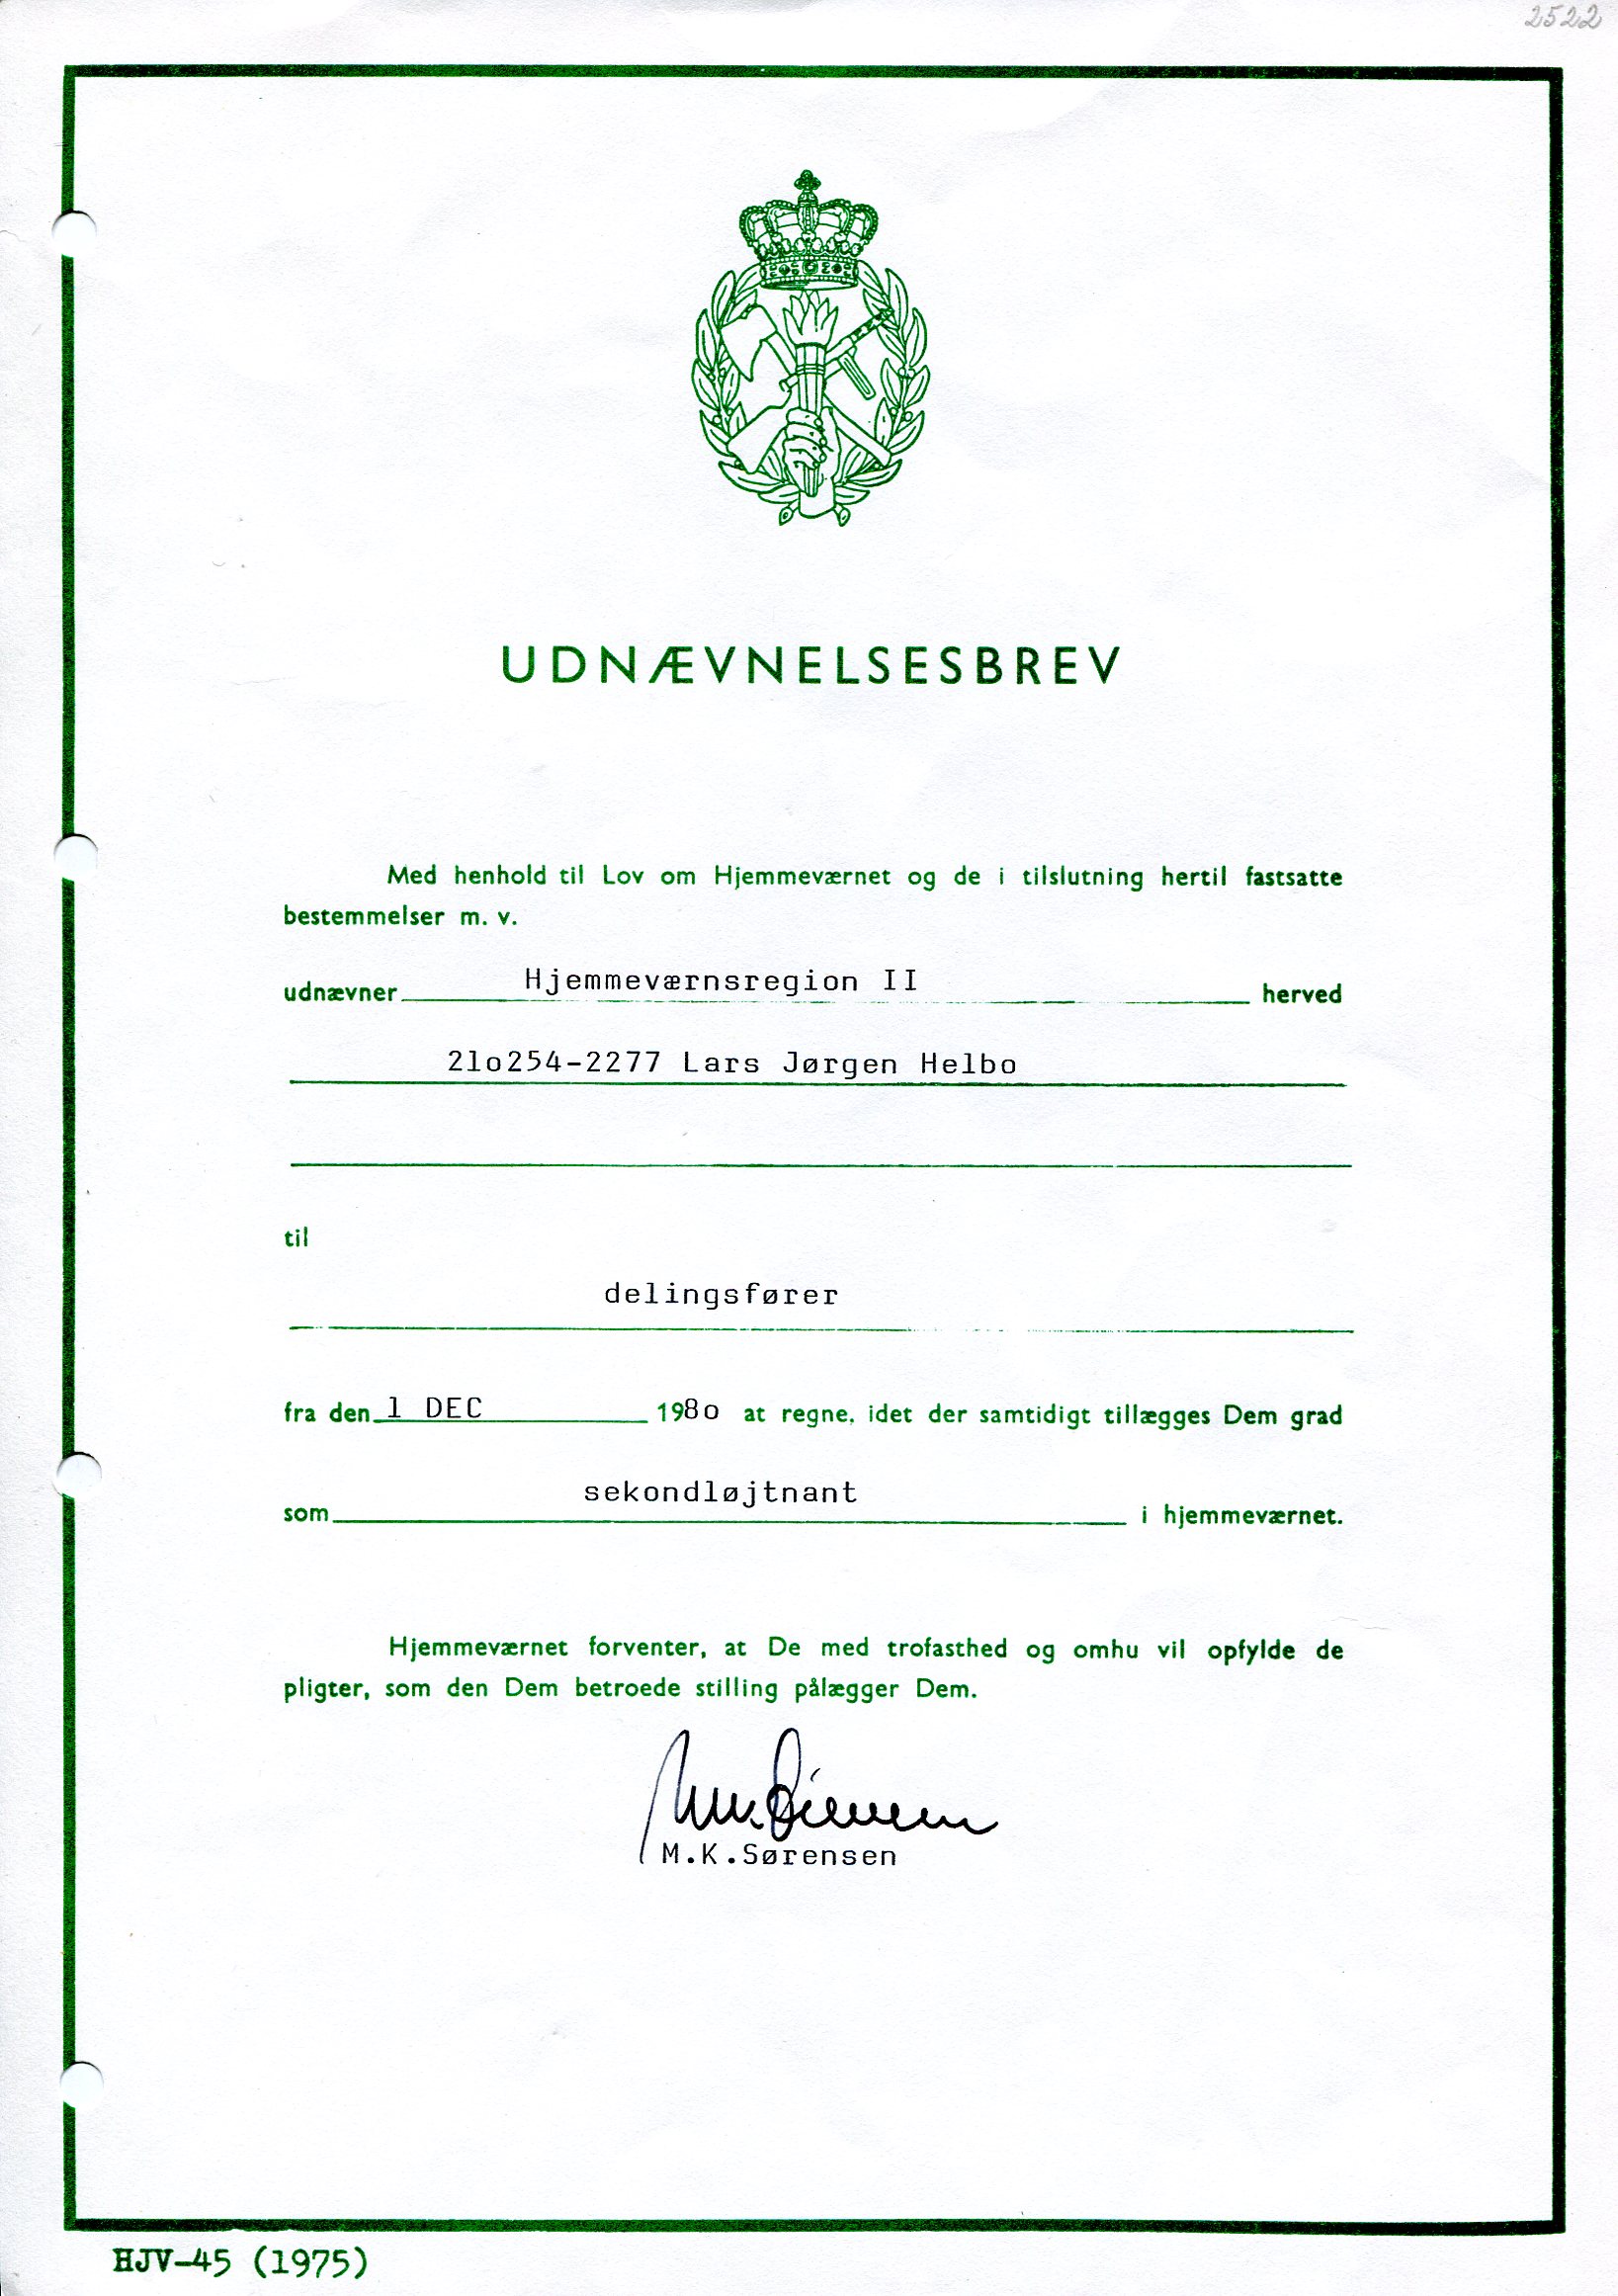 2522
UDNÆVNELSESBREV
Med henhold til Lov om Hjemmeværnet og de i tilslutning hertil fastsatte
bestemmelser m. v.
udnævner Hjemmeværnsregion II herved
2lo254-2277 Lars Jørgen Helbo
til
delingsfører
fra den 1 DEC 198o at regne, idet der samtidigt tillægges Dem grad
som sekondløjtnant i hjemmeværnet.
Hjemmeværnet forventer, at De med trofasthed og omhu vil opfylde de
pligter, som den Dem betroede stilling pålægger Dem.
M.K.Sørensen
HJV-45 (1975)